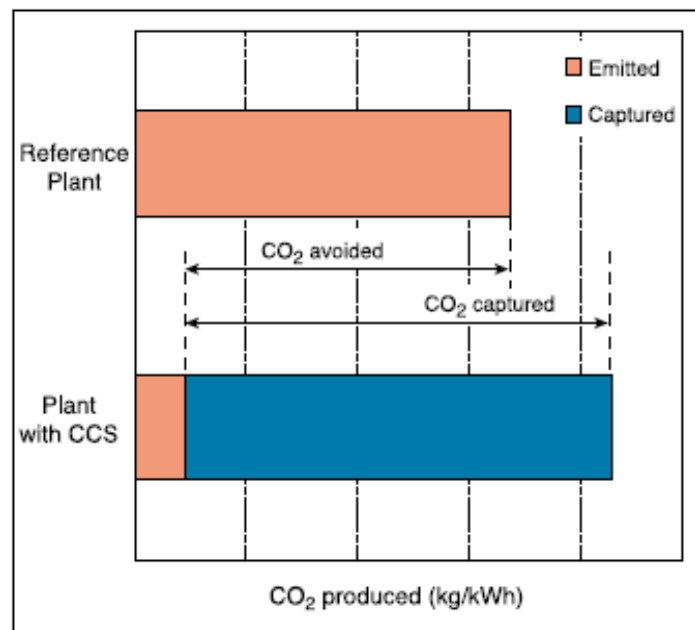 Emitted
Captured
Reference
Plant
CO₂ avoided
CO₂ captured
Plant
with CCS
CO₂ produced (kg/kWh)